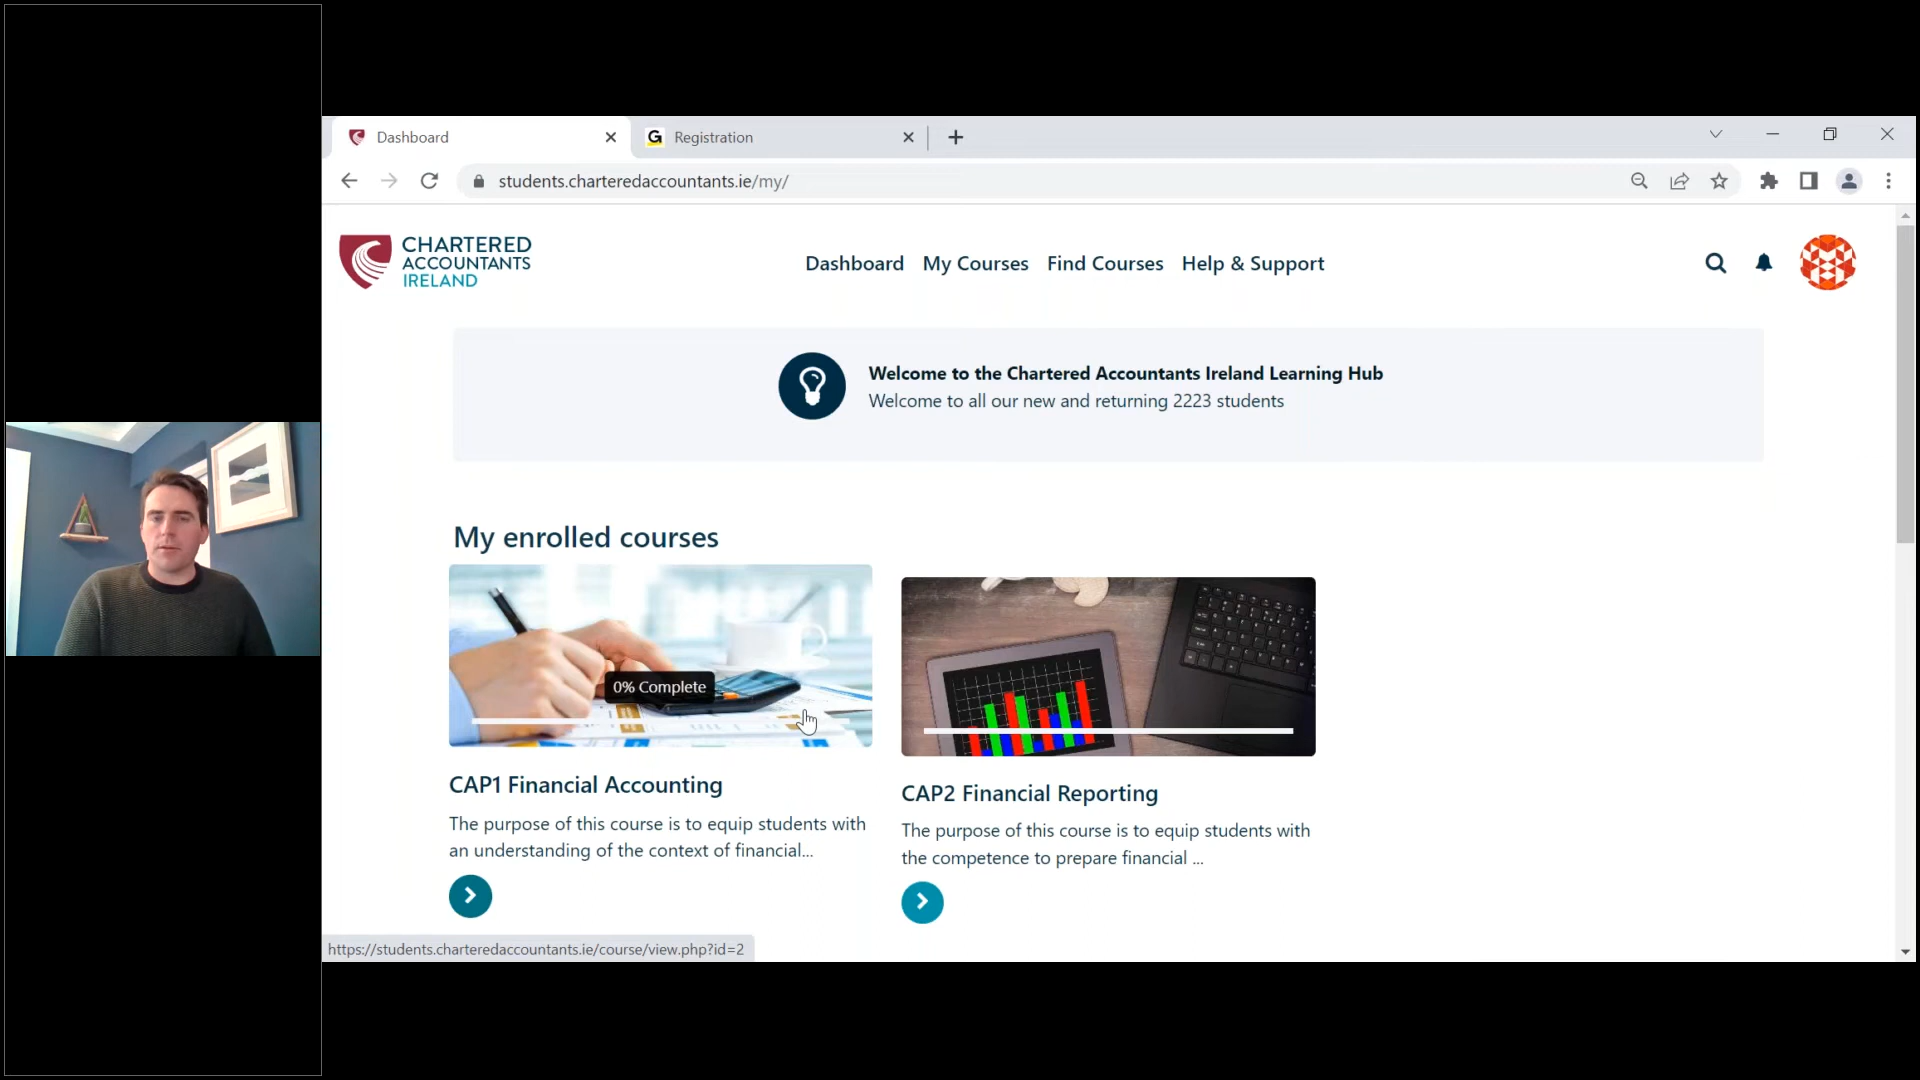 Dashboard
G Registration
students.charteredaccountants.ie/my/
CHARTERED
ACCOUNTANTS
IRELAND
Dashboard My Courses Find Courses Help & Support
Welcome to the Chartered Accountants Ireland Learning Hub
Welcome to all our new and returning 2223 students
My enrolled courses
0% Complete
CAP1 Financial Accounting
The purpose of this course is to equip students with
an understanding of the context of financial...
CAP2 Financial Reporting
The purpose of this course is to equip students with
the competence to prepare financial ...
https://students.charteredaccountants.ie/course/view.php?id=2